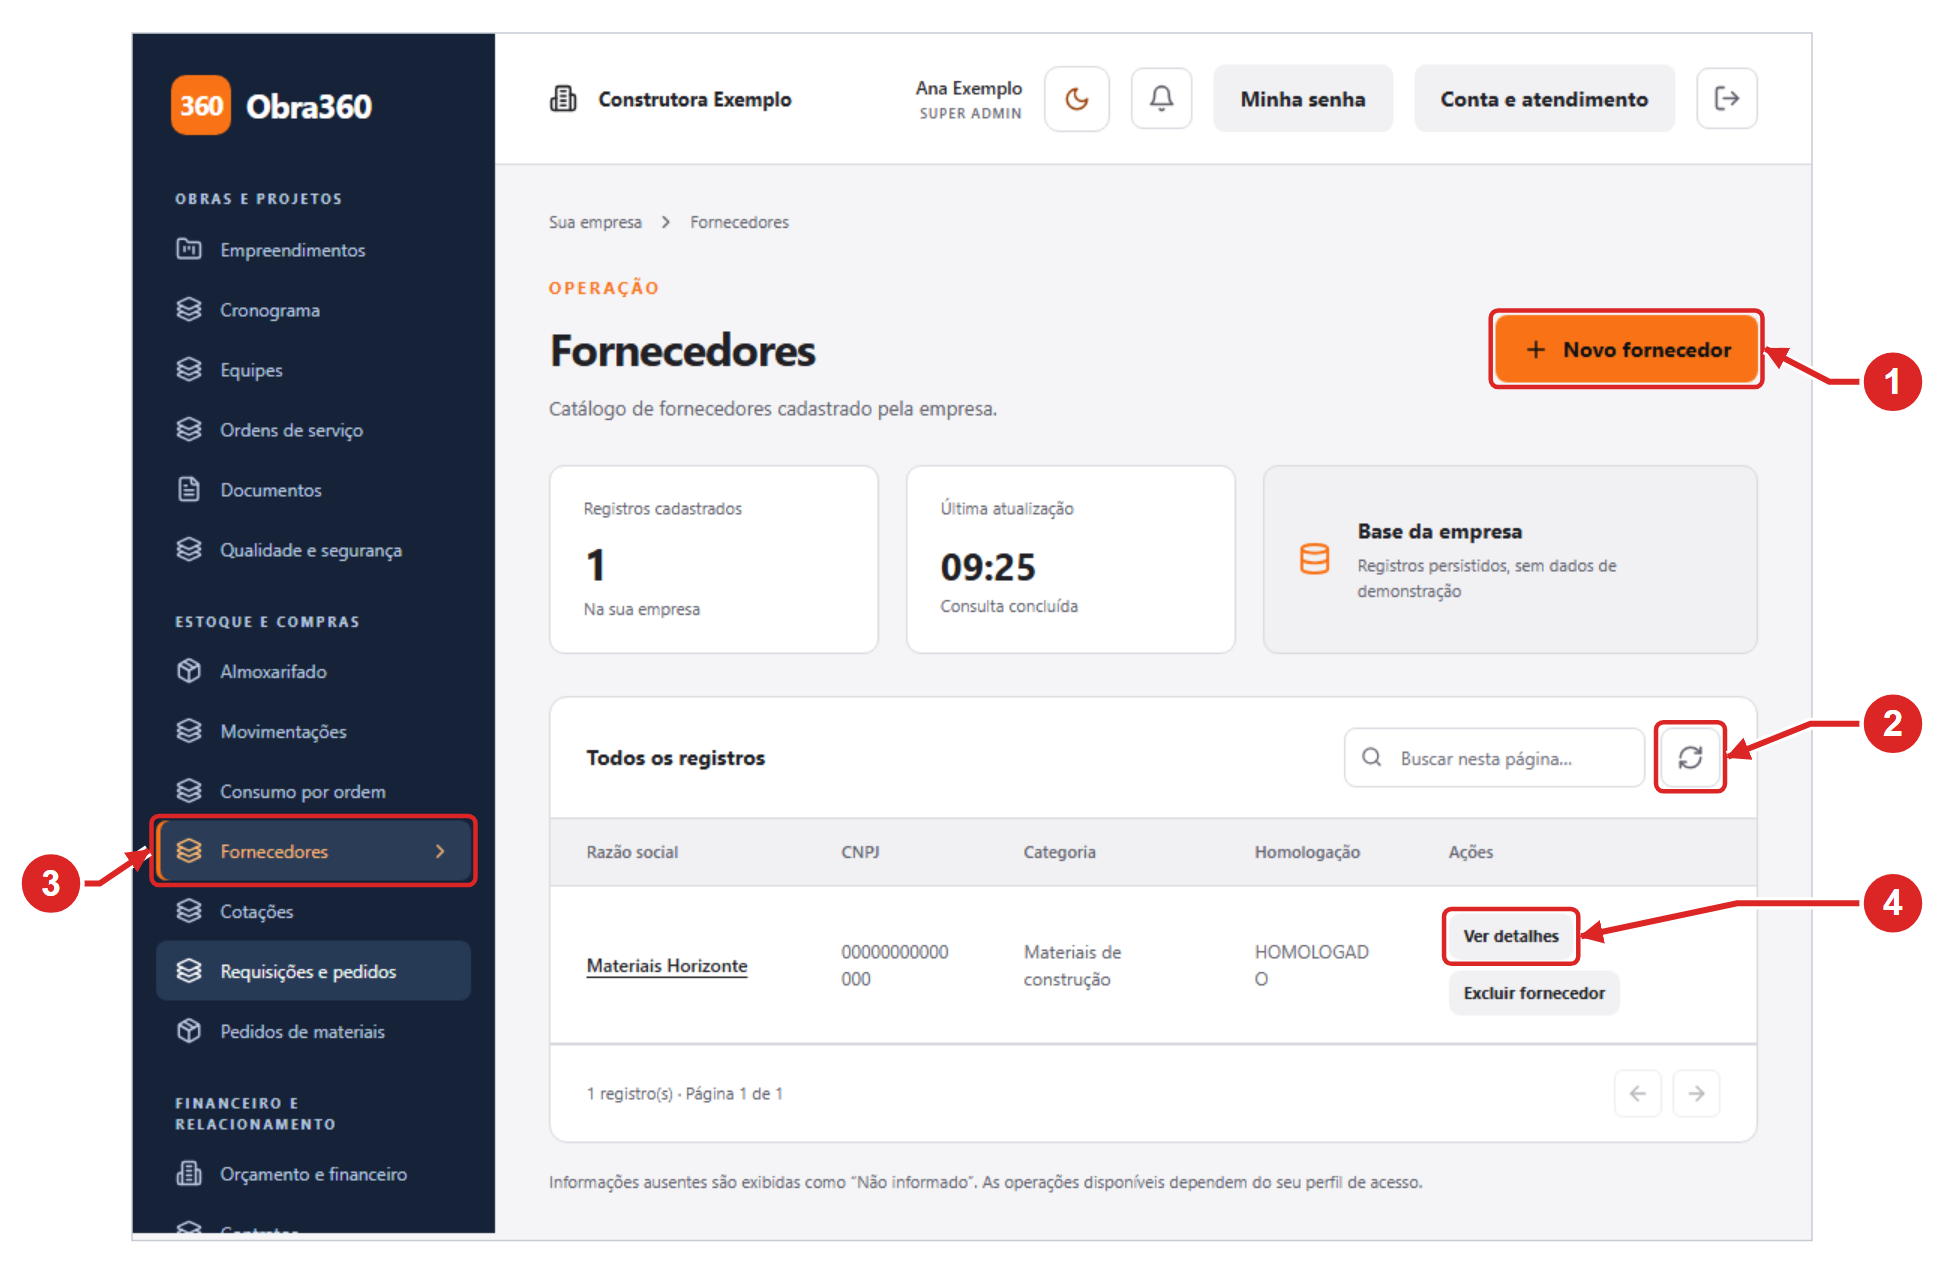 360 Obra360
Construtora Exemplo
Ana Exemplo
SUPER ADMIN
Minha senha
Conta e atendimento
OBRAS E PROJETOS
Empreendimentos
Cronograma
Equipes
Ordens de serviço
Documentos
Qualidade e segurança
ESTOQUE E COMPRAS
Almoxarifado
Movimentações
Consumo por ordem
3
Fornecedores
Cotações
Requisições e pedidos
Pedidos de materiais
FINANCEIRO E
RELACIONAMENTO
Orçamento e financeiro
Contratos
Sua empresa > Fornecedores
OPERAÇÃO
Fornecedores
Catálogo de fornecedores cadastrado pela empresa.
+ Novo fornecedor
1
Registros cadastrados
1
Na sua empresa
Última atualização
09:25
Consulta concluída
Base da empresa
Registros persistidos, sem dados de
demonstração
Todos os registros
Buscar nesta página...
2
Razão social CNPJ Categoria Homologação Ações
Materiais Horizonte
00000000000
000
Materiais de
construção
HOMOLOGAD
O
Ver detalhes
4
Excluir fornecedor
1 registro(s) · Página 1 de 1
Informações ausentes são exibidas como “Não informado”. As operações disponíveis dependem do seu perfil de acesso.